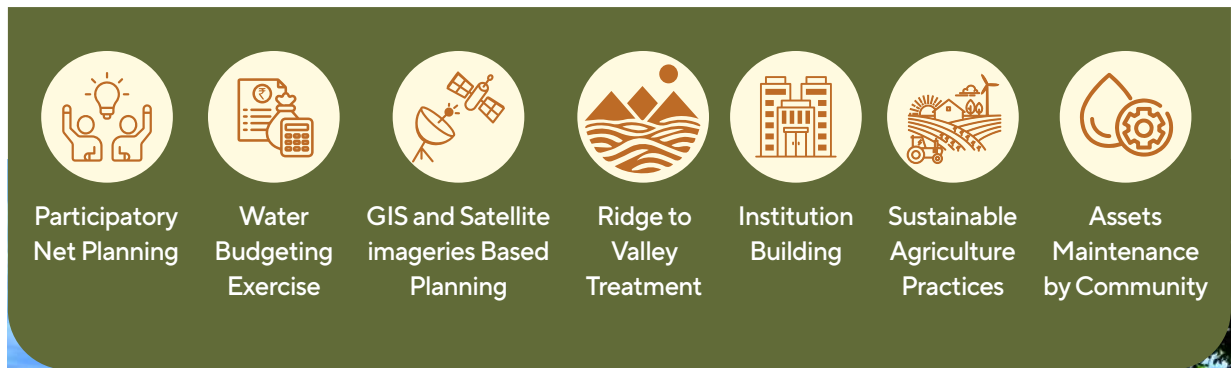 Participatory
Net Planning
Water
Budgeting
Exercise
GIS and Satellite
imageries Based
Planning
Ridge to
Valley
Treatment
Institution
Building
Sustainable
Agriculture
Practices
Assets
Maintenance
by Community
₹